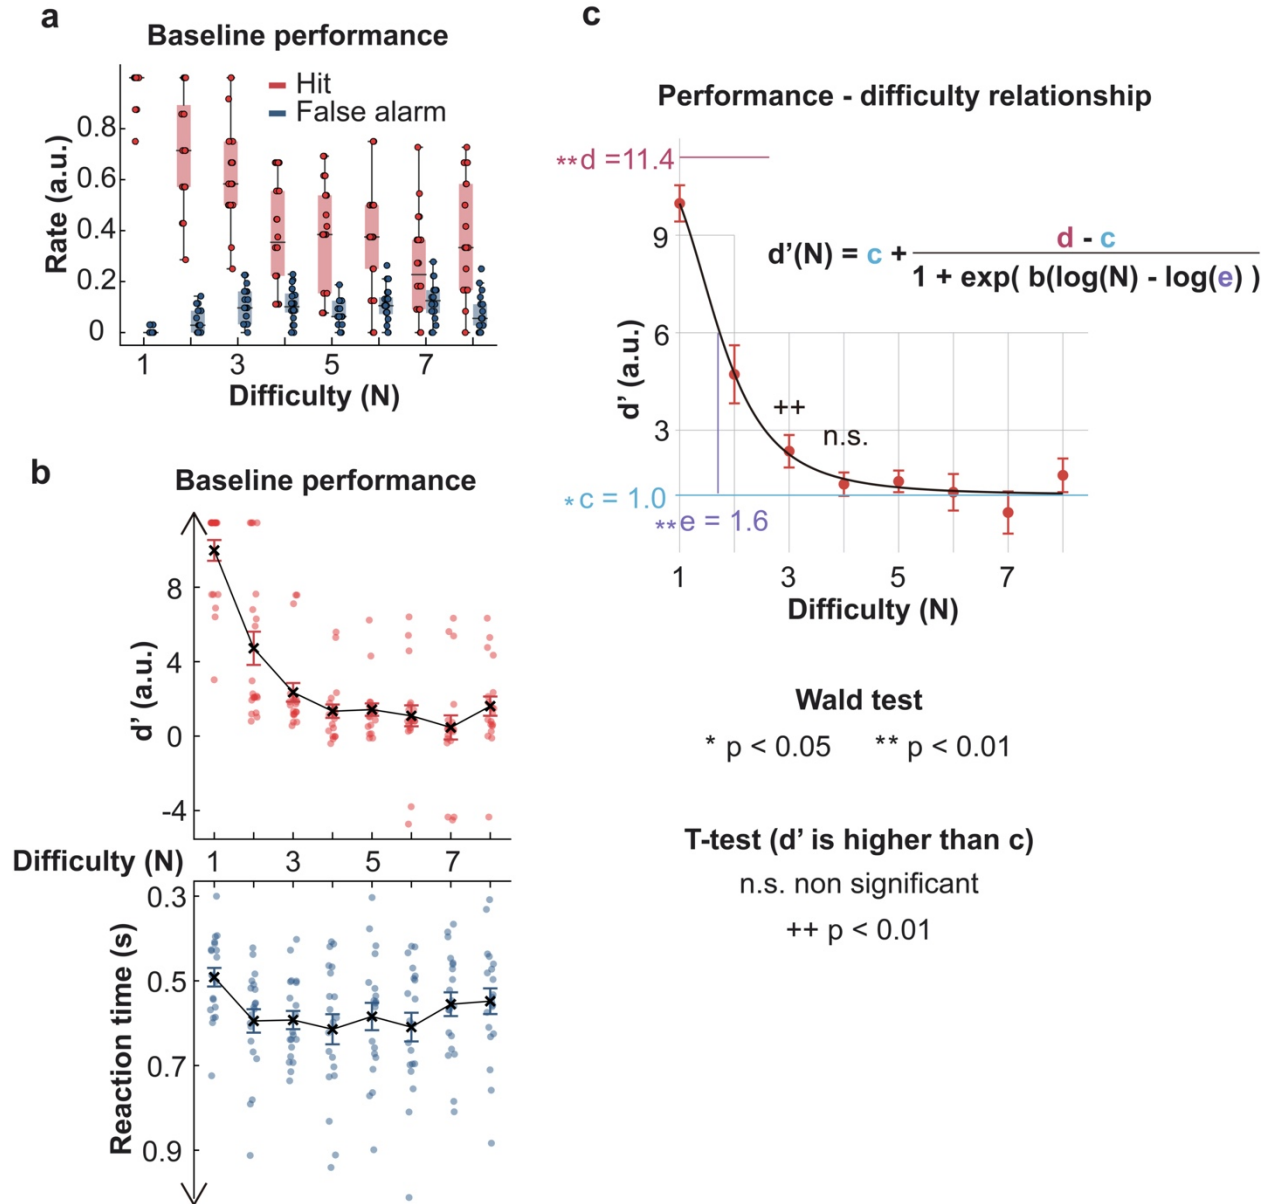 a
Baseline performance
Hit
False alarm
Rate (a.u.)
0.8
0.6
0.4
0.2
0
1 3 5 7
Difficulty (N)
b
Baseline performance
d’ (a.u.)
8
4
0
-4
Difficulty (N) 1 3 5 7
Reaction time (s)
0.3
0.5
0.7
0.9
c
Performance - difficulty relationship
**d =11.4
d’(N) = c + d - c
1 + exp( b(log(N) - log(e) )
d’ (a.u.)
9
6
3
++
n.s.
*c = 1.0
**e = 1.6
1 3 5 7
Difficulty (N)
Wald test
* p < 0.05 ** p < 0.01
T-test (d’ is higher than c)
n.s. non significant
++ p < 0.01